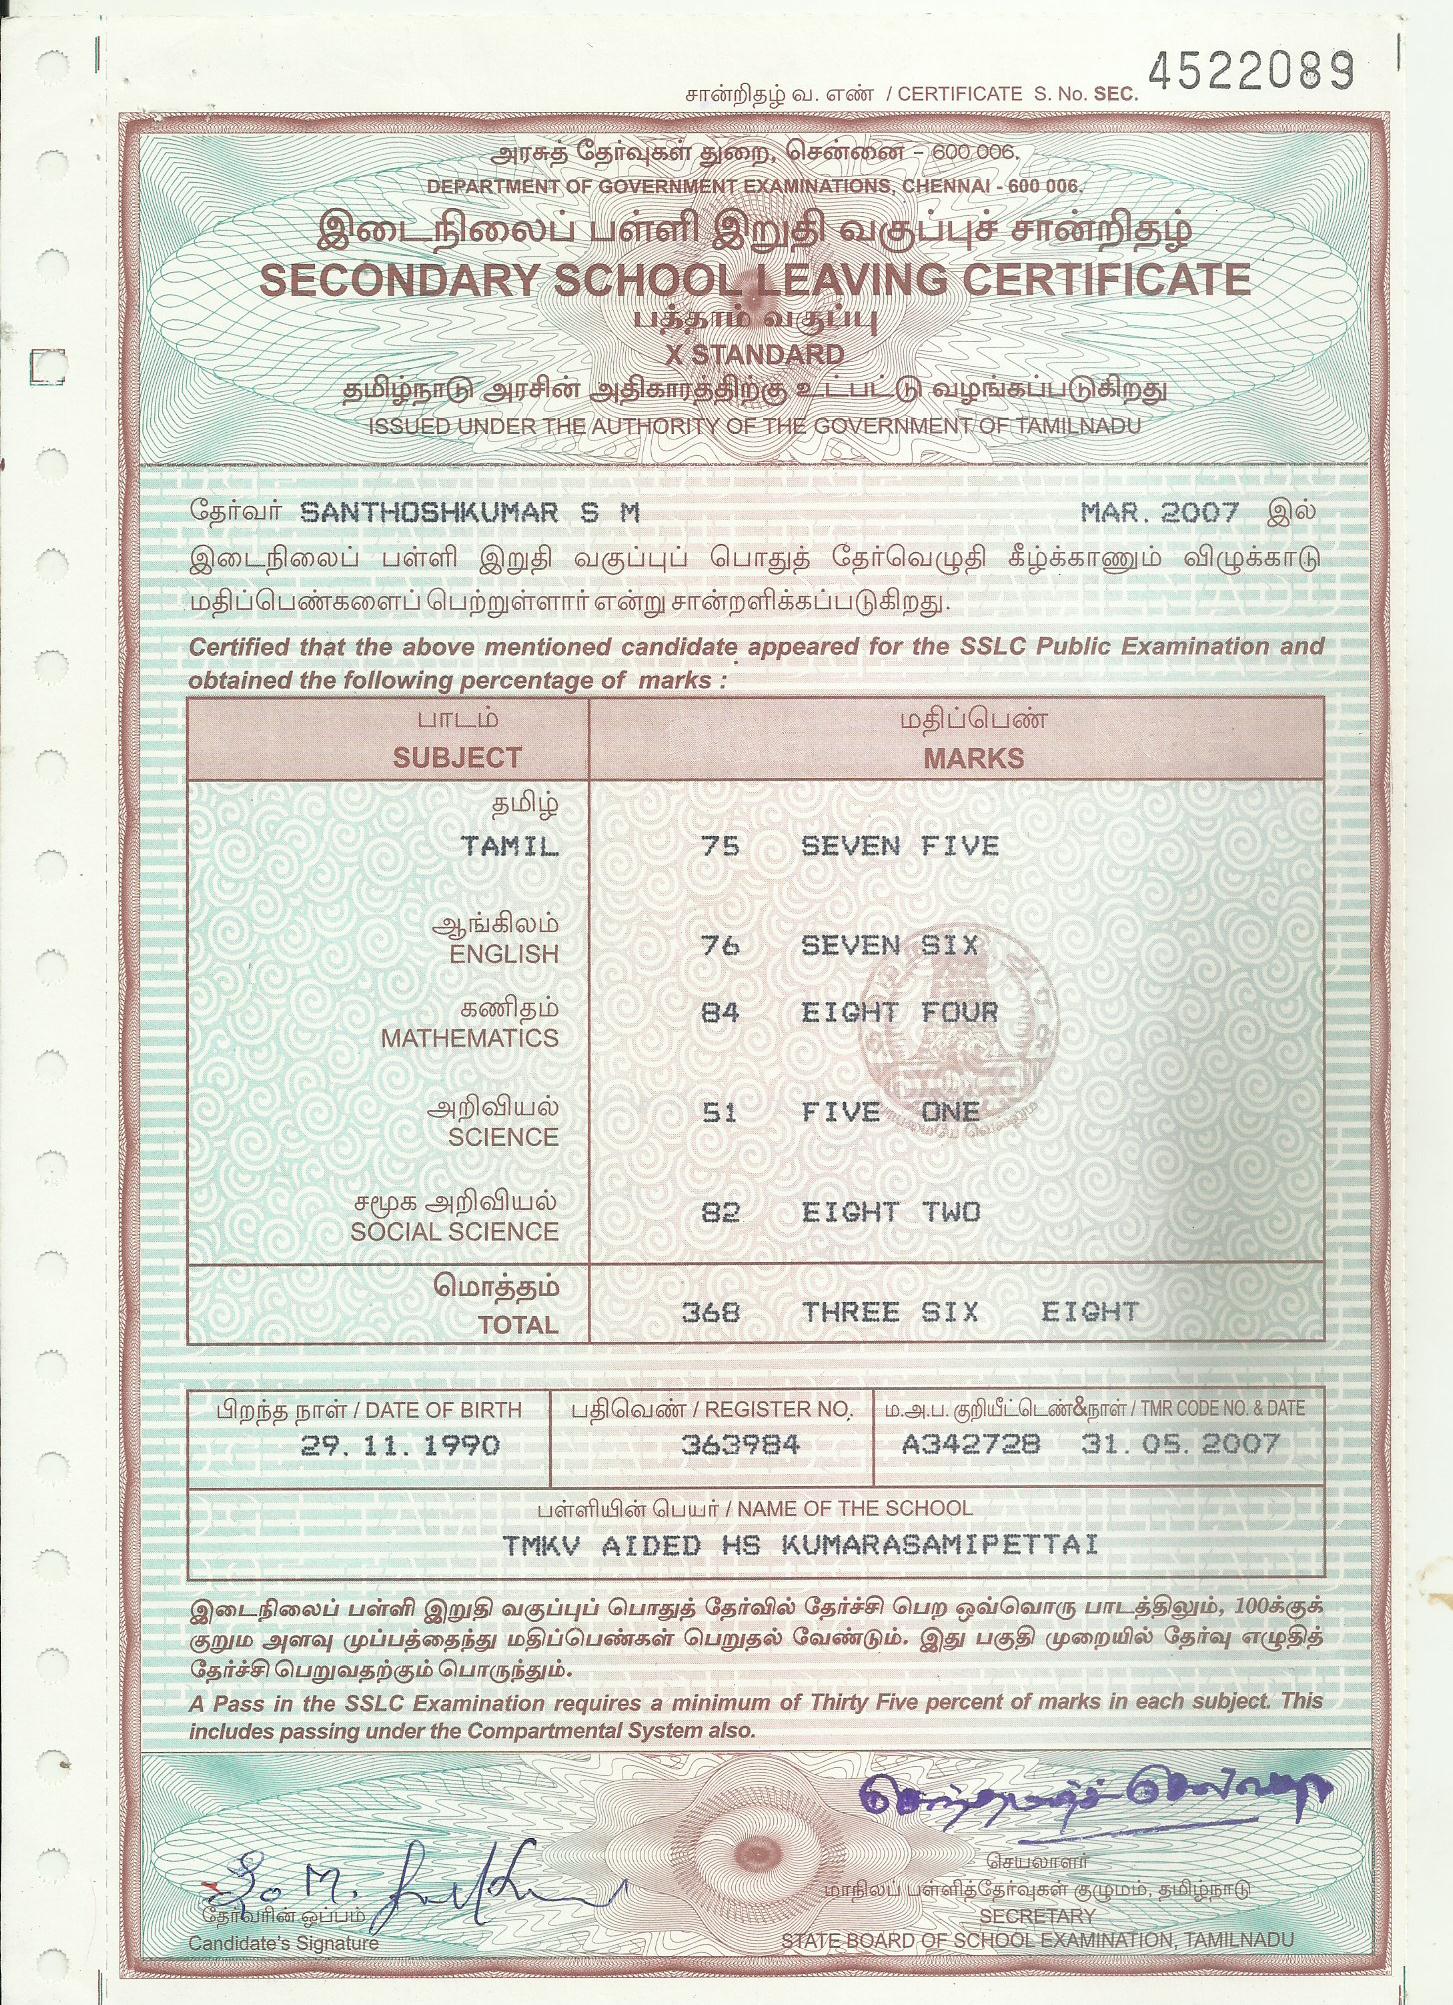 4522089
சான்றிதழ் வ. எண் / CERTIFICATE S. No. SEC.
அரசுத் தேர்வுகள் துறை, சென்னை – 600 006.
DEPARTMENT OF GOVERNMENT EXAMINATIONS, CHENNAI - 600 006.
இடைநிலைப் பள்ளி இறுதி வகுப்புச் சான்றிதழ்
SECONDARY SCHOOL LEAVING CERTIFICATE
பத்தாம் வகுப்பு
X STANDARD
தமிழ்நாடு அரசின் அதிகாரத்திற்கு உட்பட்டு வழங்கப்படுகிறது
ISSUED UNDER THE AUTHORITY OF THE GOVERNMENT OF TAMILNADU
தேர்வர் SANTHOSHKUMAR S M MAR. 2007 இல்
இடைநிலைப் பள்ளி இறுதி வகுப்புப் பொதுத் தேர்வெழுதி கீழ்க்காணும் விழுக்காடு
மதிப்பெண்களைப் பெற்றுள்ளார் என்று சான்றளிக்கப்படுகிறது.
Certified that the above mentioned candidate appeared for the SSLC Public Examination and
obtained the following percentage of marks :
பாடம் மதிப்பெண்
SUBJECT MARKS
தமிழ்
TAMIL 75 SEVEN FIVE
ஆங்கிலம்
ENGLISH 76 SEVEN SIX
கணிதம்
MATHEMATICS 84 EIGHT FOUR
அறிவியல்
SCIENCE 51 FIVE ONE
சமூக அறிவியல்
SOCIAL SCIENCE 82 EIGHT TWO
மொத்தம்
TOTAL 368 THREE SIX EIGHT
பிறந்த நாள் / DATE OF BIRTH பதிவெண் / REGISTER NO. ம.அ.ப. குறியீட்டெண்&நாள் / TMR CODE NO. & DATE
29. 11. 1990 363984 A342728 31. 05. 2007
பள்ளியின் பெயர் / NAME OF THE SCHOOL
TMKV AIDED HS KUMARASAMIPETTAI
இடைநிலைப் பள்ளி இறுதி வகுப்புப் பொதுத் தேர்வில் தேர்ச்சி பெற ஒவ்வொரு பாடத்திலும், 100க்குக்
குறும அளவு முப்பத்தைந்து மதிப்பெண்கள் பெறுதல் வேண்டும். இது பகுதி முறையில் தேர்வு எழுதித்
தேர்ச்சி பெறுவதற்கும் பொருந்தும்.
A Pass in the SSLC Examination requires a minimum of Thirty Five percent of marks in each subject. This
includes passing under the Compartmental System also.
செயலாளர்
மாநிலப் பள்ளித்தேர்வுகள் குழுமம், தமிழ்நாடு
தேர்வரின் ஒப்பம் SECRETARY
Candidate's Signature STATE BOARD OF SCHOOL EXAMINATION, TAMILNADU